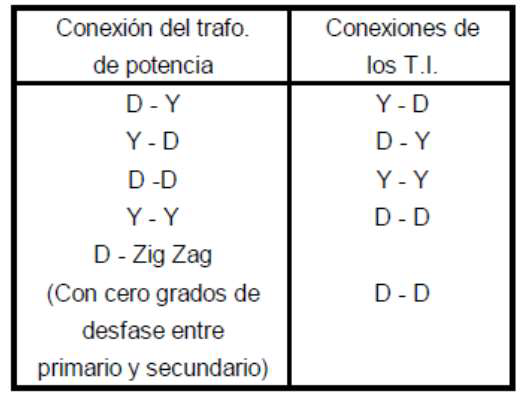 Conexión del trafo. Conexiones de
de potencia los T.I.
D - Y Y - D
Y - D D - Y
D -D Y - Y
Y - Y D - D
D - Zig Zag
(Con cero grados de D - D
desfase entre
primario y secundario)